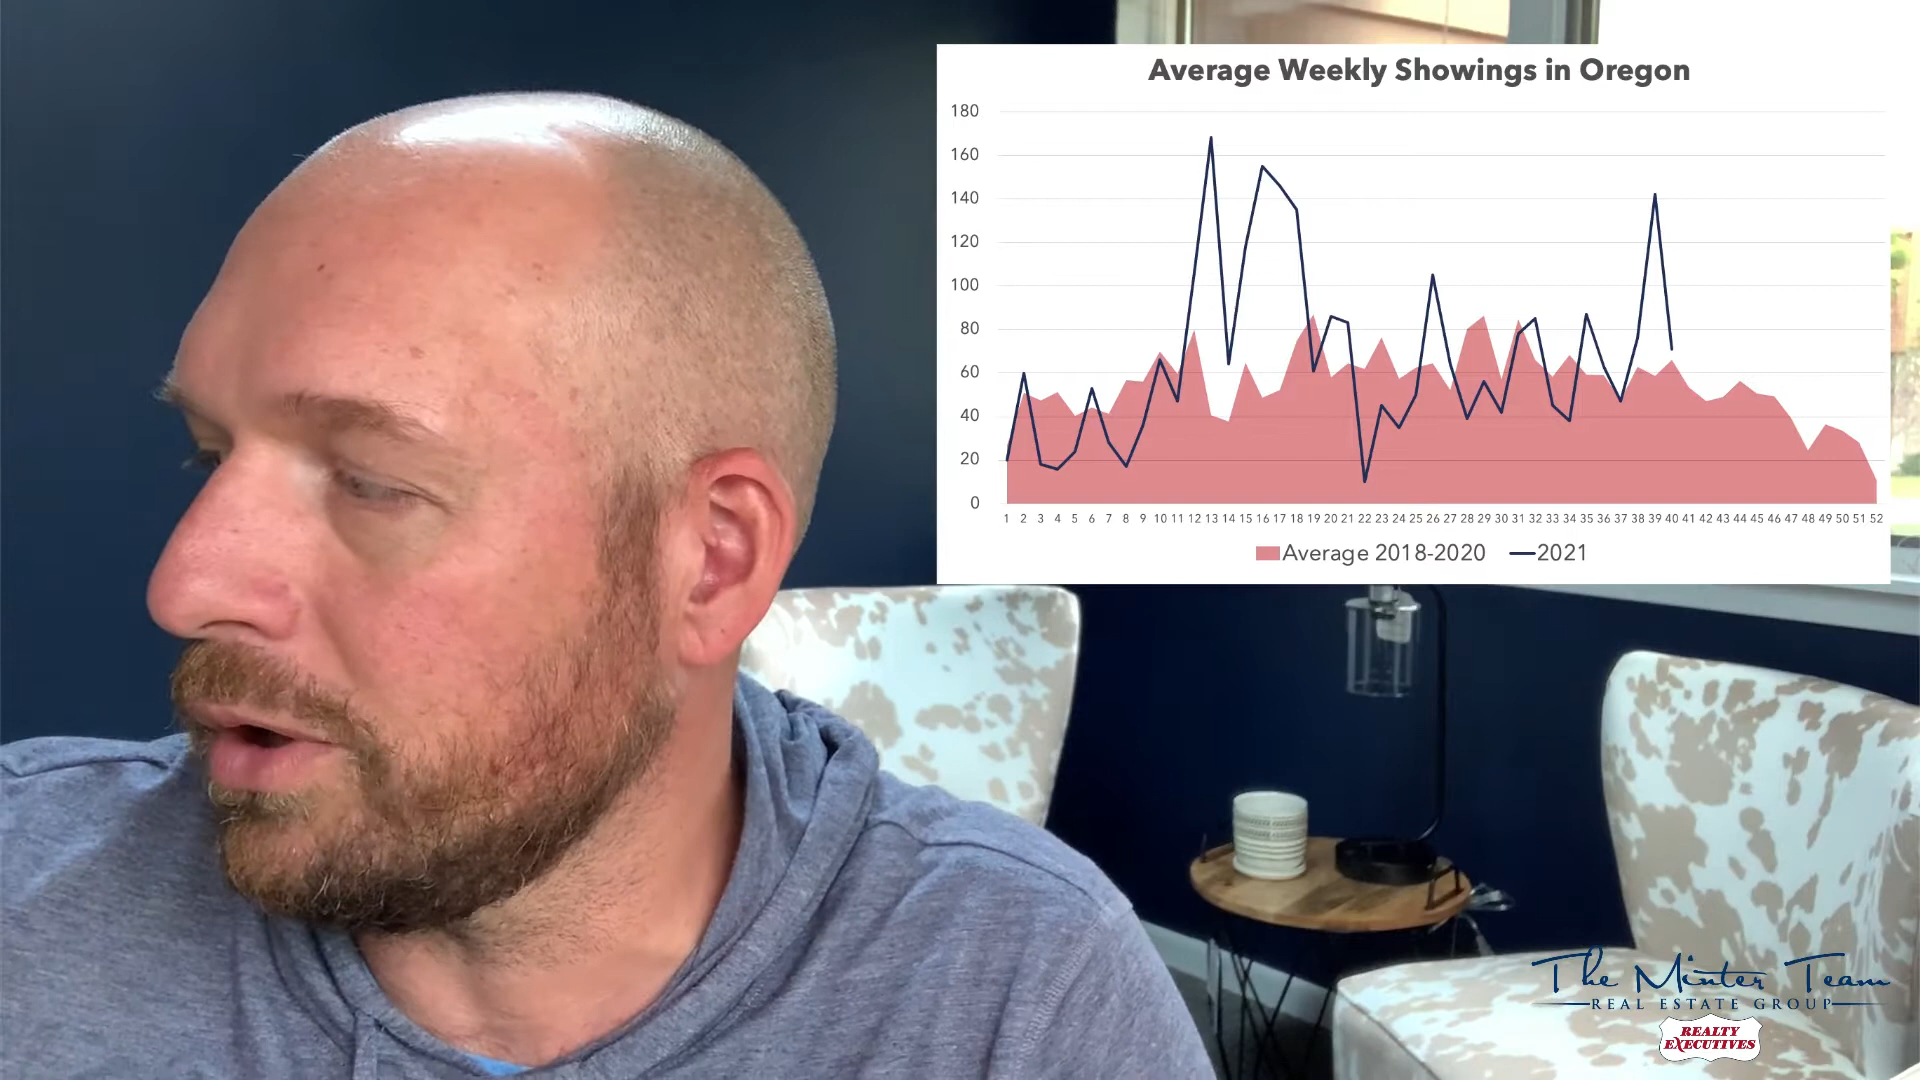 Average Weekly Showings in Oregon
180
160
140
120
100
80
60
40
20
0
1 2 3 4 5 6 7 8 9 10 11 12 13 14 15 16 17 18 19 20 21 22 23 24 25 26 27 28 29 30 31 32 33 34 35 36 37 38 39 40 41 42 43 44 45 46 47 48 49 50 51 52
Average 2018-2020 2021
The Minter Team
REAL ESTATE GROUP
REALTY
EXECUTIVES